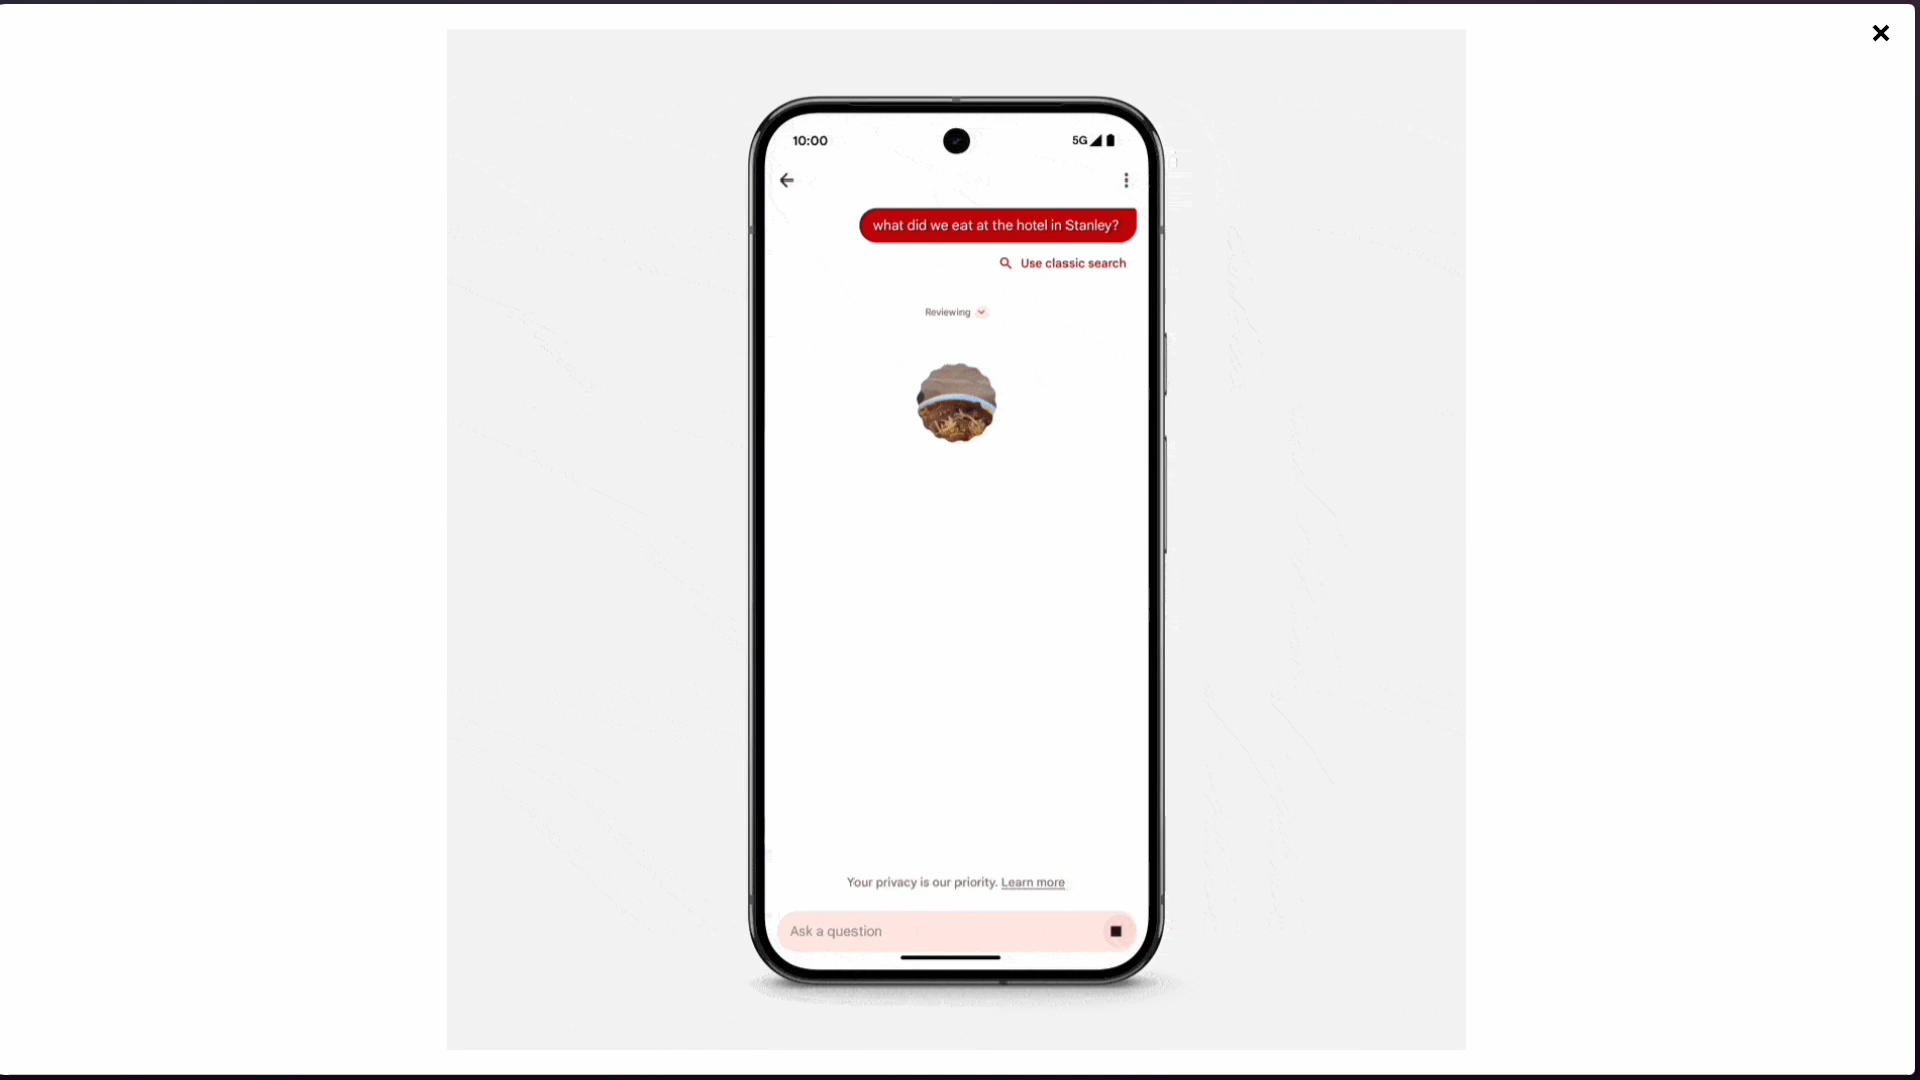 10:00
5G
what did we eat at the hotel in Stanley?
Use classic search
Reviewing
Your privacy is our priority. Learn more
Ask a question